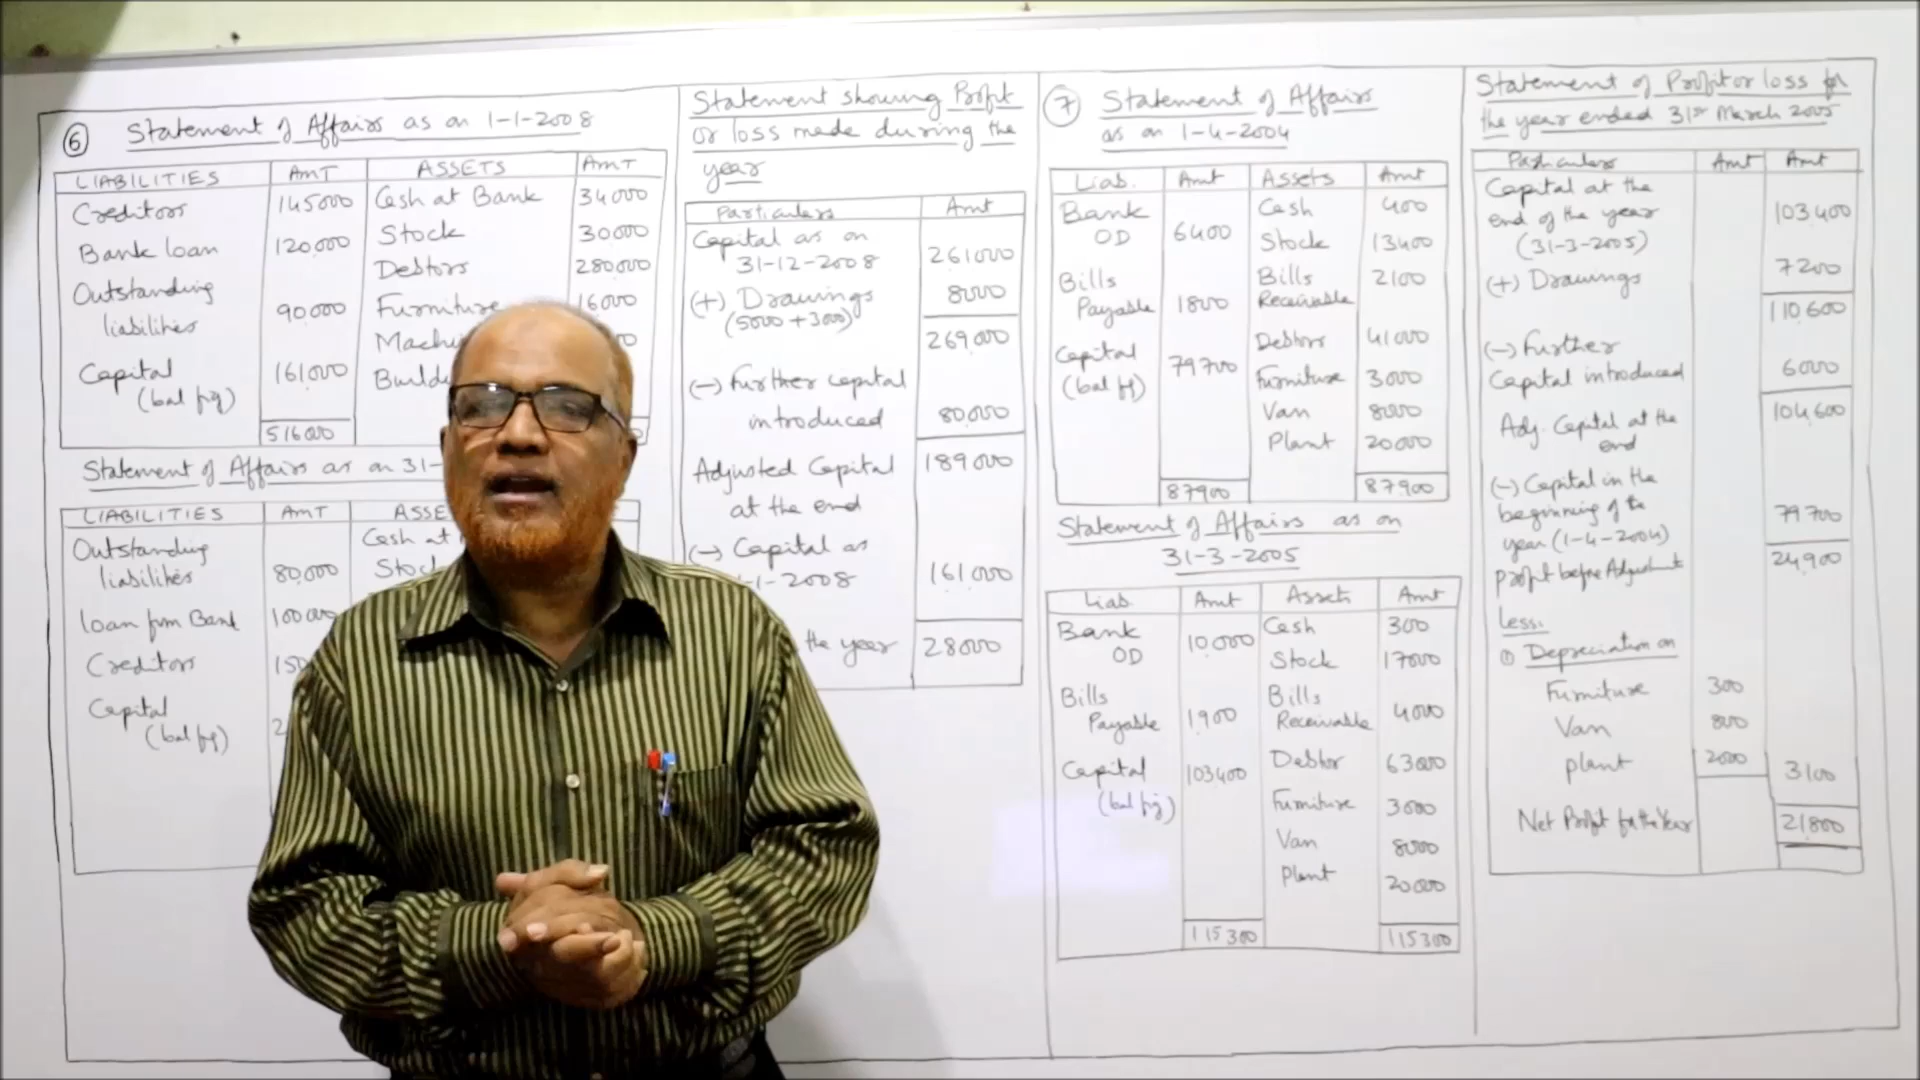 6 Statement of Affairs as on 1-1-2008
LIABILITIES AMT ASSETS AMT
Creditors 145000 Cash at Bank 34000
Bank loan 120000 Stock 30000
Debtors 280000
Outstanding
liabilities 90000 Furniture 16000
Capital 161000
(bal fig)
516000
Statement of Affairs as on 31-
LIABILITIES AMT
Outstanding Cash at
liabilities 80,000
loan from Bank
Creditors
Capital
(bal fig)
Statement showing Profit
or loss made during the
year
Particulars Amt
Capital as on
31-12-2008 261000
(+) Drawings 8000
(5000 + 3000)
269000
(-) Further capital
introduced 80,000
Adjusted Capital 189000
at the end
(-) Capital as
1-2008 161000
the year 28000
7 Statement of Affairs
as on 1-4-2004
Liab. Amt Assets Amt
Bank Cash 400
OD 6400 Stock 13400
Bills Bills 2100
Payable 1800 Receivable
Capital 79700 Debtors 41000
(bal fig) Furniture 3000
Van 8000
Plant 20000
87900 87900
Statement of Affairs as on
31-3-2005
Liab. Amt Assets Amt
Bank 10,000 Cash 300
OD Stock 17000
Bills Bills
Payable 1900 Receivable 4000
Capital 103400 Debtor 63000
(bal fig) Furniture 3000
Van 8000
Plant 20000
115300 115300
Statement of Profit or loss for
the year ended 31st March 2005
Particulars Amt Amt
Capital at the
end of the year 103400
(31-3-2005)
(+) Drawings 7200
110600
(-) Further
Capital introduced 6000
Adj. Capital at the 104600
end
(-) Capital in the
beginning of the 79700
year (1-4-2004)
Profit before Adjustment 24,900
less:
1) Depreciation on
Furniture 300
Van 800
plant 2000 3100
Net Profit for the Year 21800